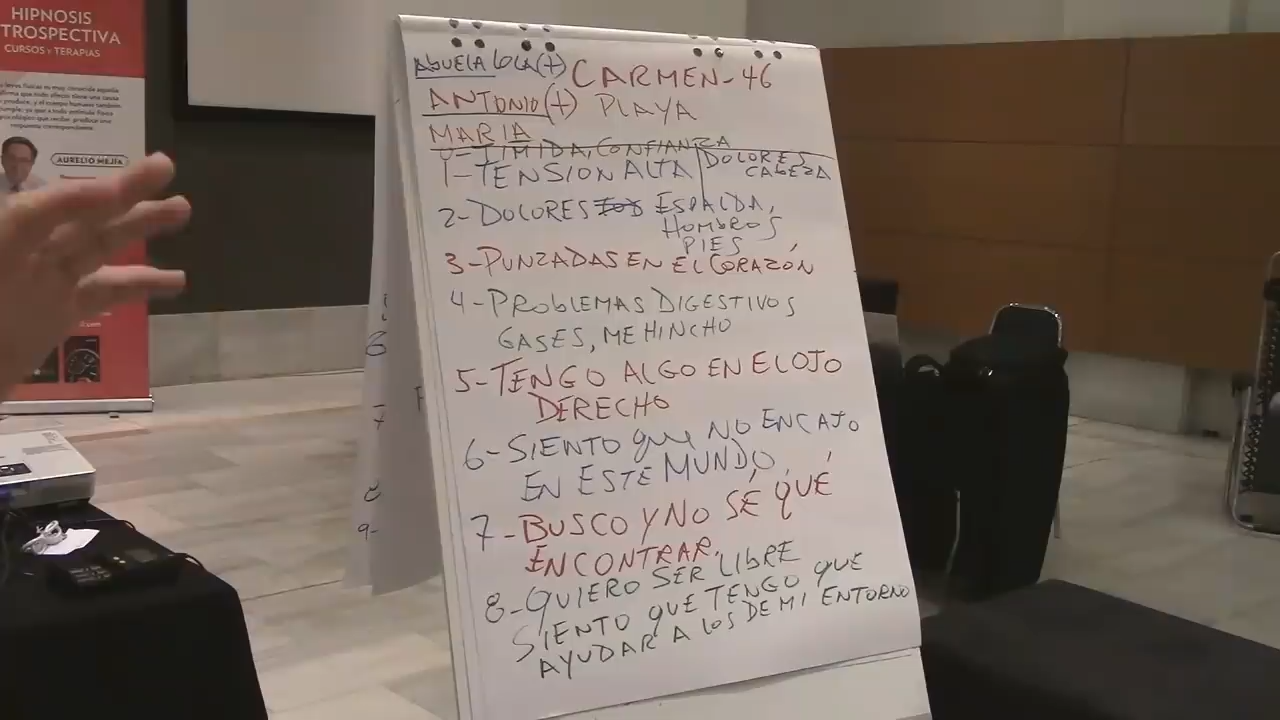 HIPNOSIS
TROSPECTIVA
CURSOS Y TERAPIAS
AURELIO MEJÍA
ABUELA LOLA(+) CARMEN-46
ANTONIO(+) PLAYA
MARIA
TIMIDA, CONFIANZA
1-TENSION ALTA DOLORES
CABEZA
2-DOLORES ESPALDA,
HOMBROS
PIES
3-PUNZADAS EN EL CORAZÓN
4-PROBLEMAS DIGESTIVOS
GASES, ME HINCHO
5-TENGO ALGO EN EL OJO
DERECHO
6-SIENTO QUE NO ENCAJO
EN ESTE MUNDO
7-BUSCO Y NO SÉ QUÉ
ENCONTRAR.
8-QUIERO SER LIBRE
SIENTO QUE TENGO QUE
AYUDAR A LOS DE MI ENTORNO
9-